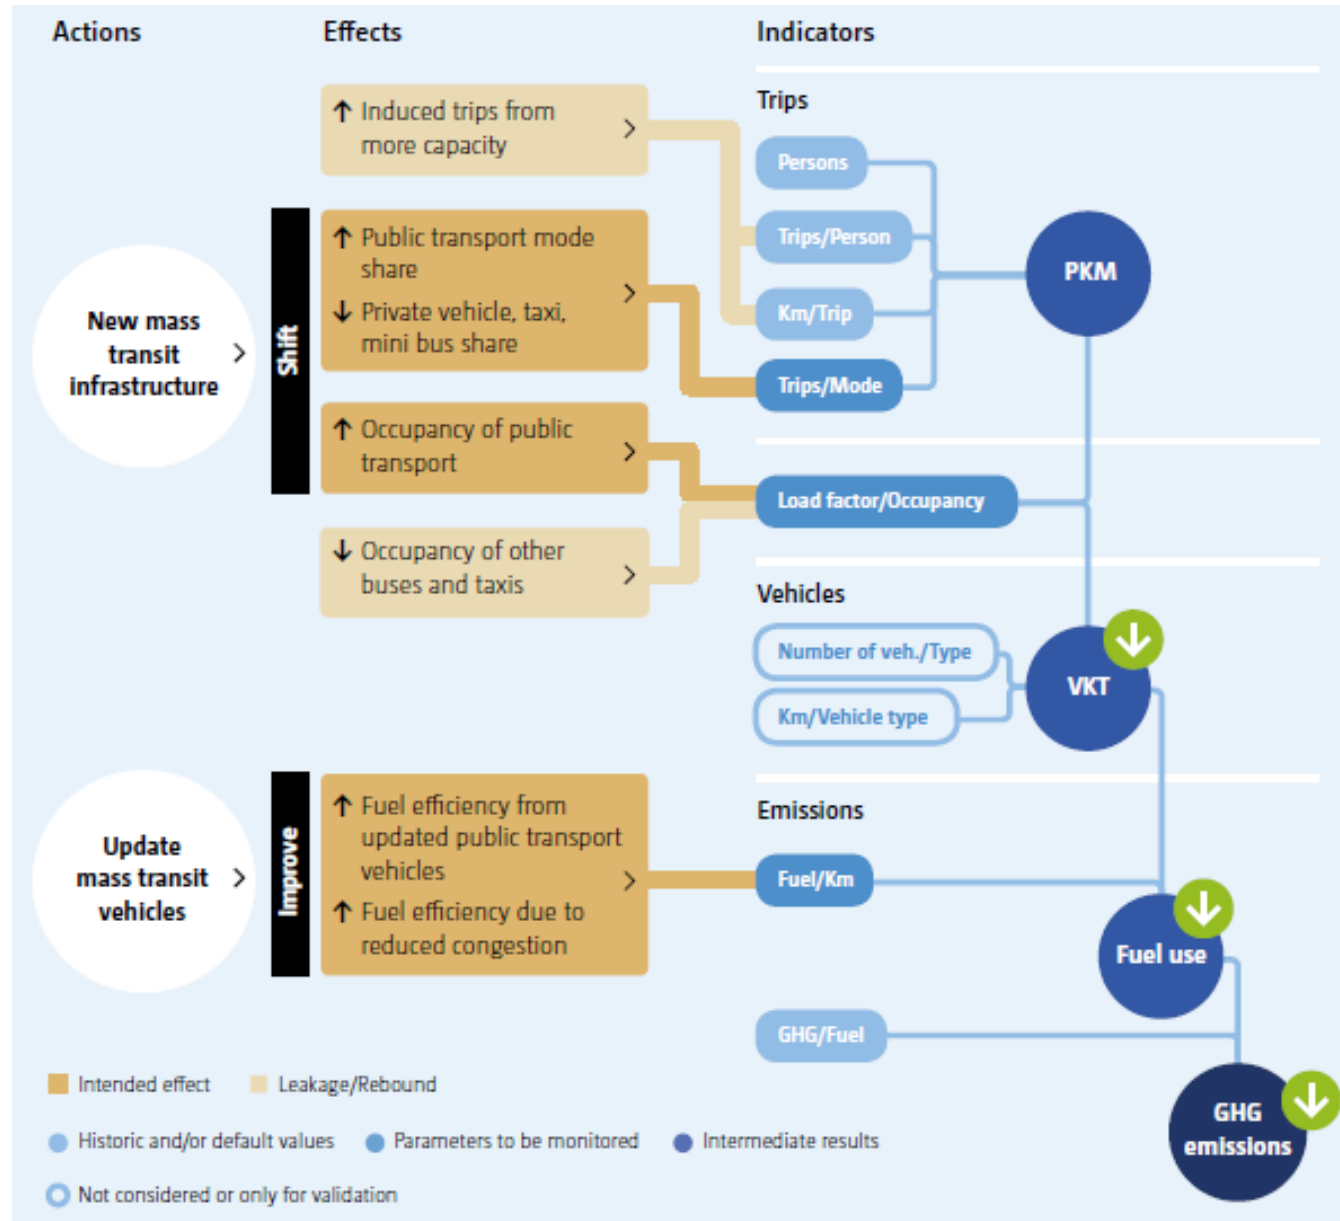 Actions
Effects
Indicators
↑ Induced trips from
more capacity
Trips
Persons
Trips/Person
Km/Trip
Trips/Mode
PKM
New mass
transit
infrastructure
Shift
↑ Public transport mode
share
↓ Private vehicle, taxi,
mini bus share
↑ Occupancy of public
transport
Load factor/Occupancy
↓ Occupancy of other
buses and taxis
Vehicles
Number of veh./Type
Km/Vehicle type
VKT
Update
mass transit
vehicles
Improve
↑ Fuel efficiency from
updated public transport
vehicles
↑ Fuel efficiency due to
reduced congestion
Emissions
Fuel/Km
Fuel use
GHG/Fuel
GHG
emissions
Intended effect
Leakage/Rebound
Historic and/or default values
Parameters to be monitored
Intermediate results
Not considered or only for validation